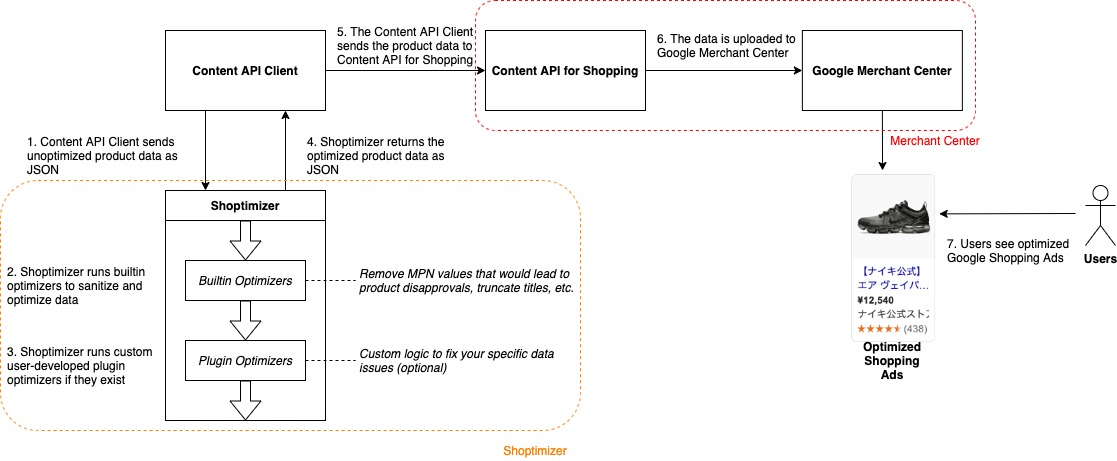 5. The Content API Client
sends the product data to
Content API for Shopping
6. The data is uploaded to
Google Merchant Center
Content API Client
Content API for Shopping
Google Merchant Center
Merchant Center
1. Content API Client sends
unoptimized product data as
JSON
4. Shoptimizer returns the
optimized product data as
JSON
Shoptimizer
2. Shoptimizer runs builtin
optimizers to sanitize and
optimize data
Builtin Optimizers
Remove MPN values that would lead to
product disapprovals, truncate titles, etc.
3. Shoptimizer runs custom
user-developed plugin
optimizers if they exist
Plugin Optimizers
Custom logic to fix your specific data
issues (optional)
Shoptimizer
【ナイキ公式】
エア ヴェイパ...
¥12,540
ナイキ公式スト
(438)
Optimized
Shopping
Ads
7. Users see optimized
Google Shopping Ads
Users